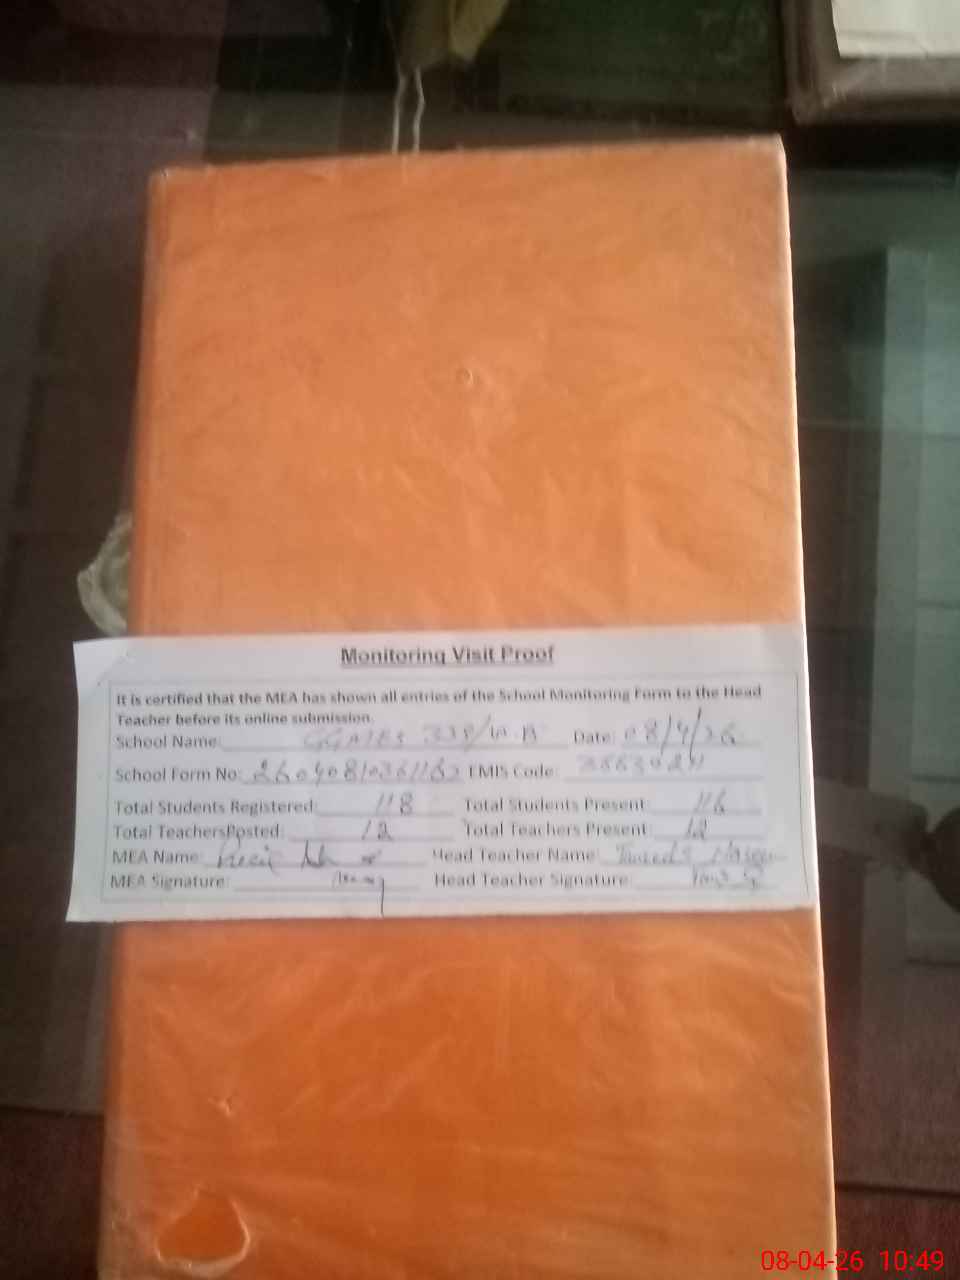 Monitoring Visit Proof
It is certified that the MEA has shown all entries of the School Monitoring Form to the Head
Teacher before its online submission.
School Name: Date: 08/4/26
School Form No: EMIS Code:
Total Students Registered: 118 Total Students Present: 116
Total TeachersPosted: 12 Total Teachers Present: 12
MEA Name: Head Teacher Name:
MEA Signature: Head Teacher Signature:
08-04-26 10:49